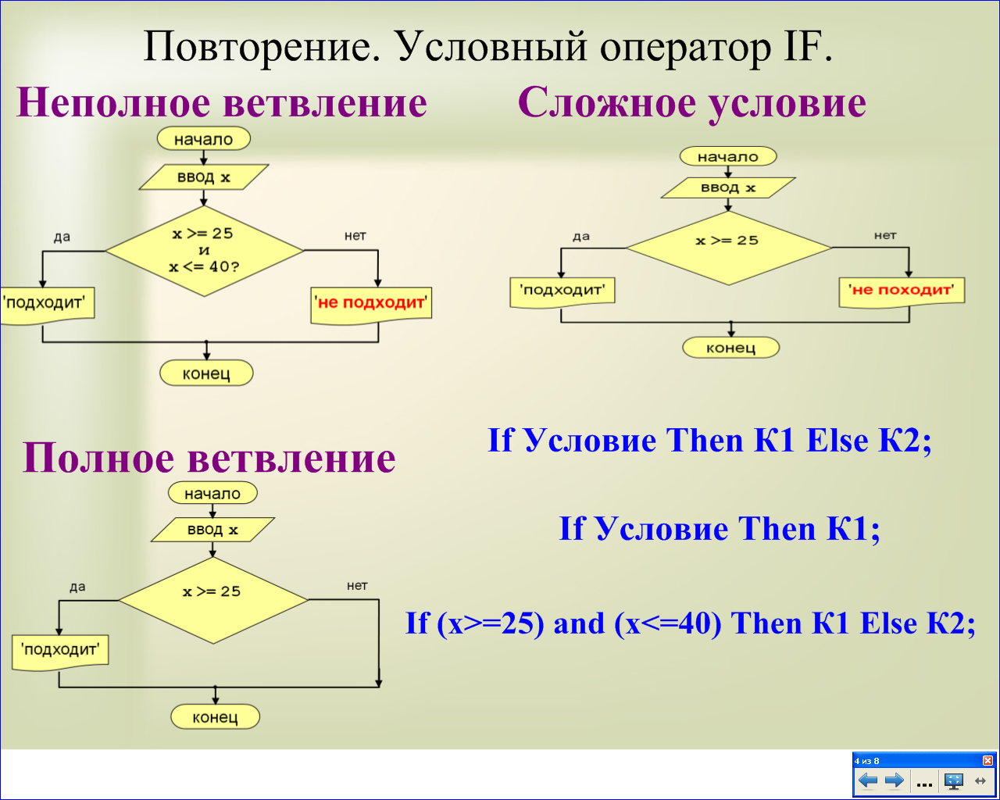 Повторение. Условный оператор IF.
Неполное ветвление
начало
ввод x
x >= 25
и
x <= 40?
да
нет
'подходит'
'не подходит'
конец
Сложное условие
начало
ввод x
x >= 25
да
нет
'подходит'
'не походит'
конец
Полное ветвление
начало
ввод x
x >= 25
да
нет
'подходит'
конец
If Условие Then К1 Else К2;
If Условие Then К1;
If (x>=25) and (x<=40) Then К1 Else К2;
4 из 8
...